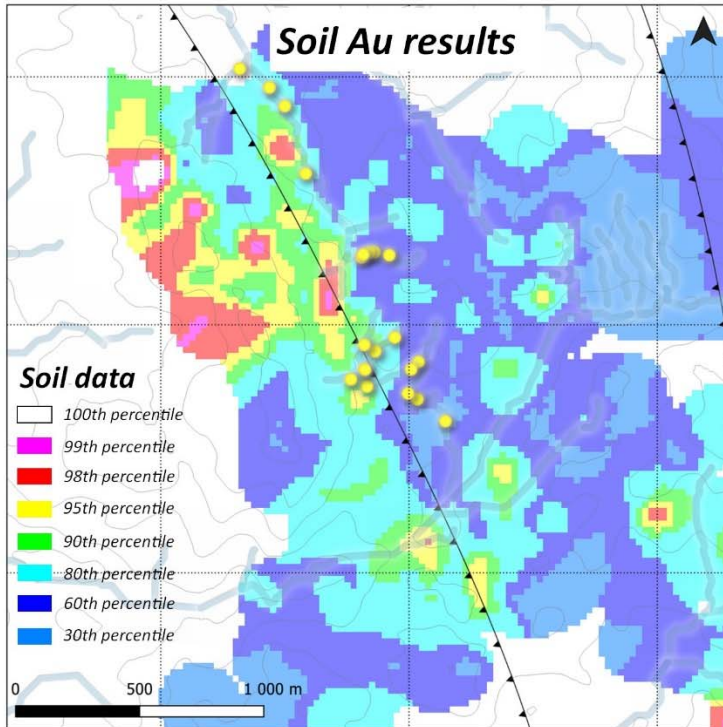 Soil Au results
Soil data
100th percentile
99th percentile
98th percentile
95th percentile
90th percentile
80th percentile
60th percentile
30th percentile
0 500 1 000 m